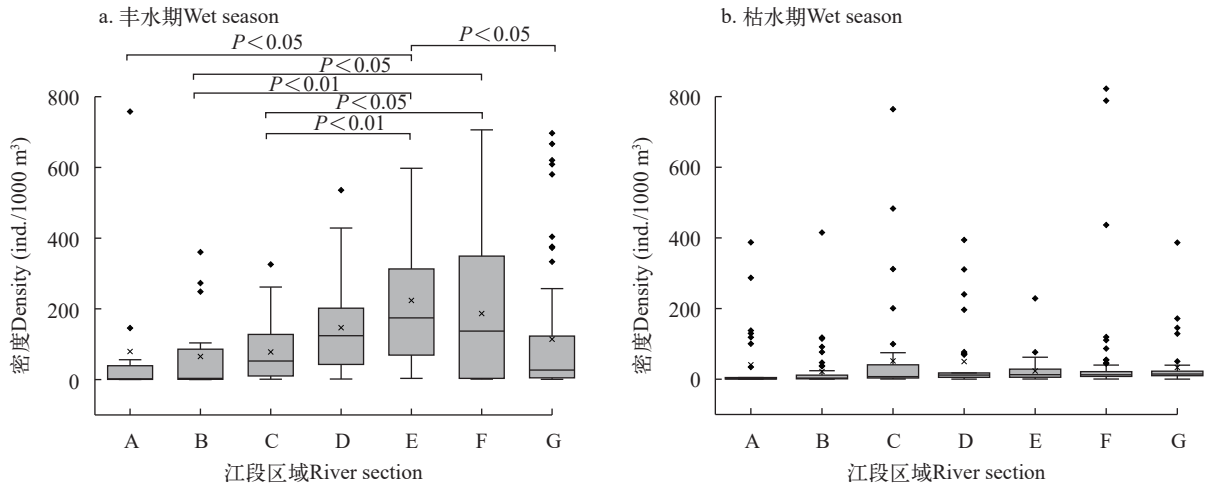 a. 丰水期Wet season
P＜0.05
P＜0.05
P＜0.05
P＜0.01
P＜0.05
P＜0.01
800
600
400
200
0
密度Density (ind./1000 m³)
A B C D E F G
江段区域River section
b. 枯水期Wet season
800
600
400
200
0
密度Density (ind./1000 m³)
A B C D E F G
江段区域River section